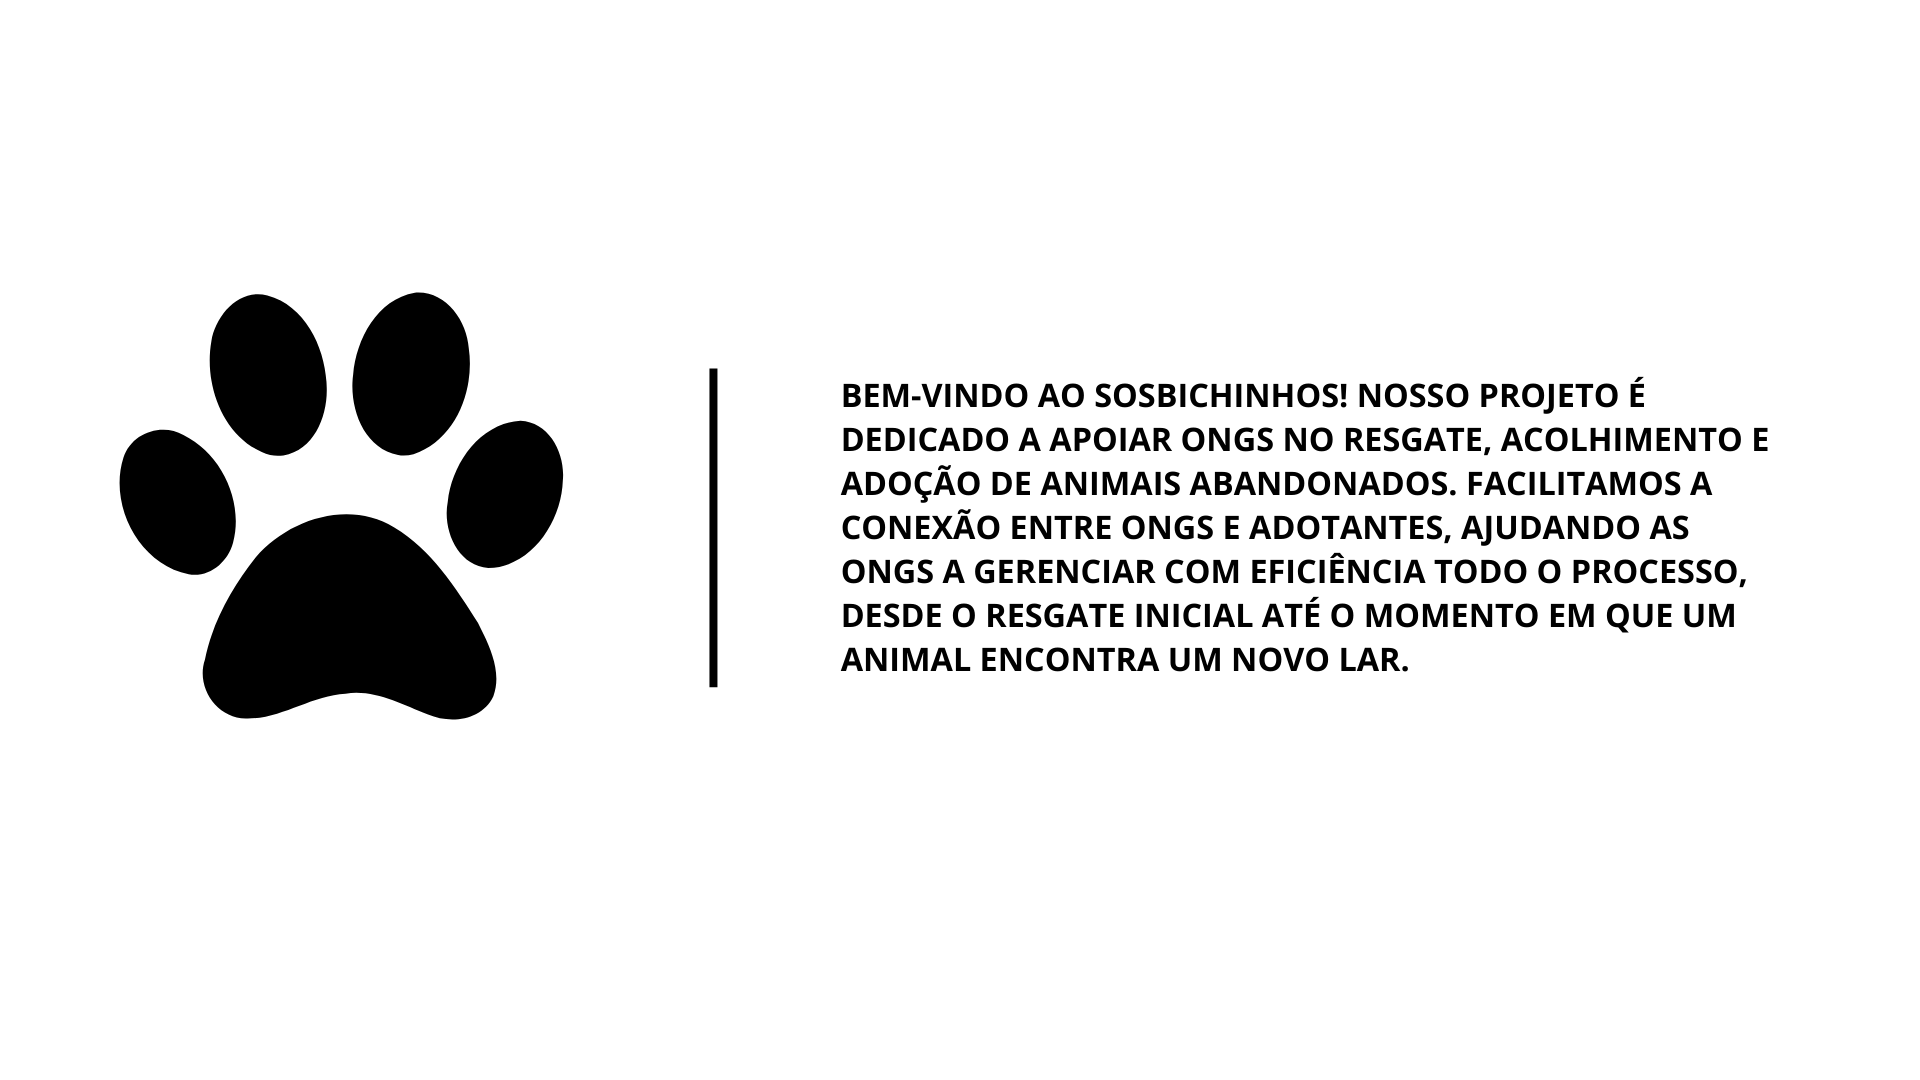 BEM-VINDO AO SOSBICHINHOS! NOSSO PROJETO É
DEDICADO A APOIAR ONGS NO RESGATE, ACOLHIMENTO E
ADOÇÃO DE ANIMAIS ABANDONADOS. FACILITAMOS A
CONEXÃO ENTRE ONGS E ADOTANTES, AJUDANDO AS
ONGS A GERENCIAR COM EFICIÊNCIA TODO O PROCESSO,
DESDE O RESGATE INICIAL ATÉ O MOMENTO EM QUE UM
ANIMAL ENCONTRA UM NOVO LAR.